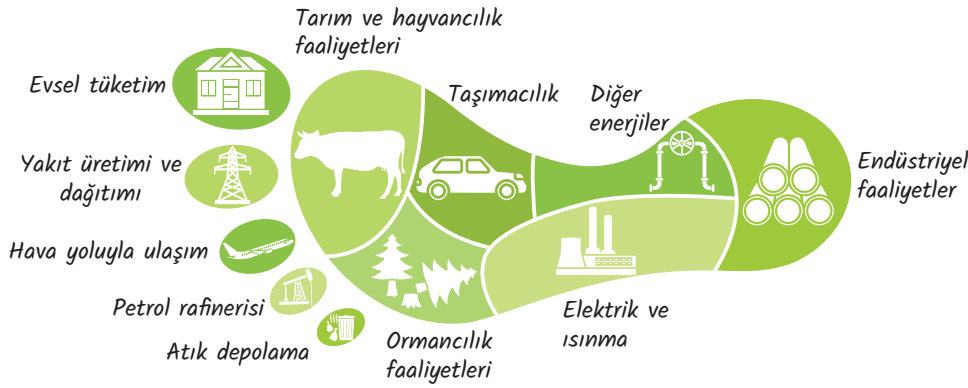 Tarım ve hayvancılık
faaliyetleri
Evsel tüketim
Taşımacılık
Diğer
enerjiler
Yakıt üretimi ve
dağıtımı
Endüstriyel
faaliyetler
Hava yoluyla ulaşım
Petrol rafinerisi
Atık depolama
Ormancılık
faaliyetleri
Elektrik ve
ısınma